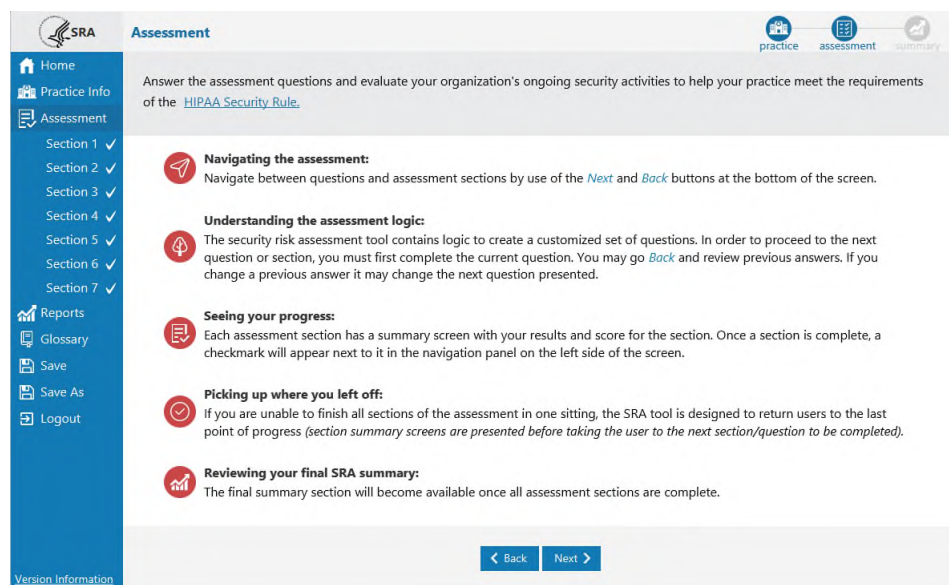 SRA
Assessment
practice
assessment
summary
Home
Practice Info
Assessment
Section 1
Section 2
Section 3
Section 4
Section 5
Section 6
Section 7
Reports
Glossary
Save
Save As
Logout
Version Information
Answer the assessment questions and evaluate your organization's ongoing security activities to help your practice meet the requirements
of the HIPAA Security Rule.
Navigating the assessment:
Navigate between questions and assessment sections by use of the Next and Back buttons at the bottom of the screen.
Understanding the assessment logic:
The security risk assessment tool contains logic to create a customized set of questions. In order to proceed to the next
question or section, you must first complete the current question. You may go Back and review previous answers. If you
change a previous answer it may change the next question presented.
Seeing your progress:
Each assessment section has a summary screen with your results and score for the section. Once a section is complete, a
checkmark will appear next to it in the navigation panel on the left side of the screen.
Picking up where you left off:
If you are unable to finish all sections of the assessment in one sitting, the SRA tool is designed to return users to the last
point of progress (section summary screens are presented before taking the user to the next section/question to be completed).
Reviewing your final SRA summary:
The final summary section will become available once all assessment sections are complete.
Back
Next